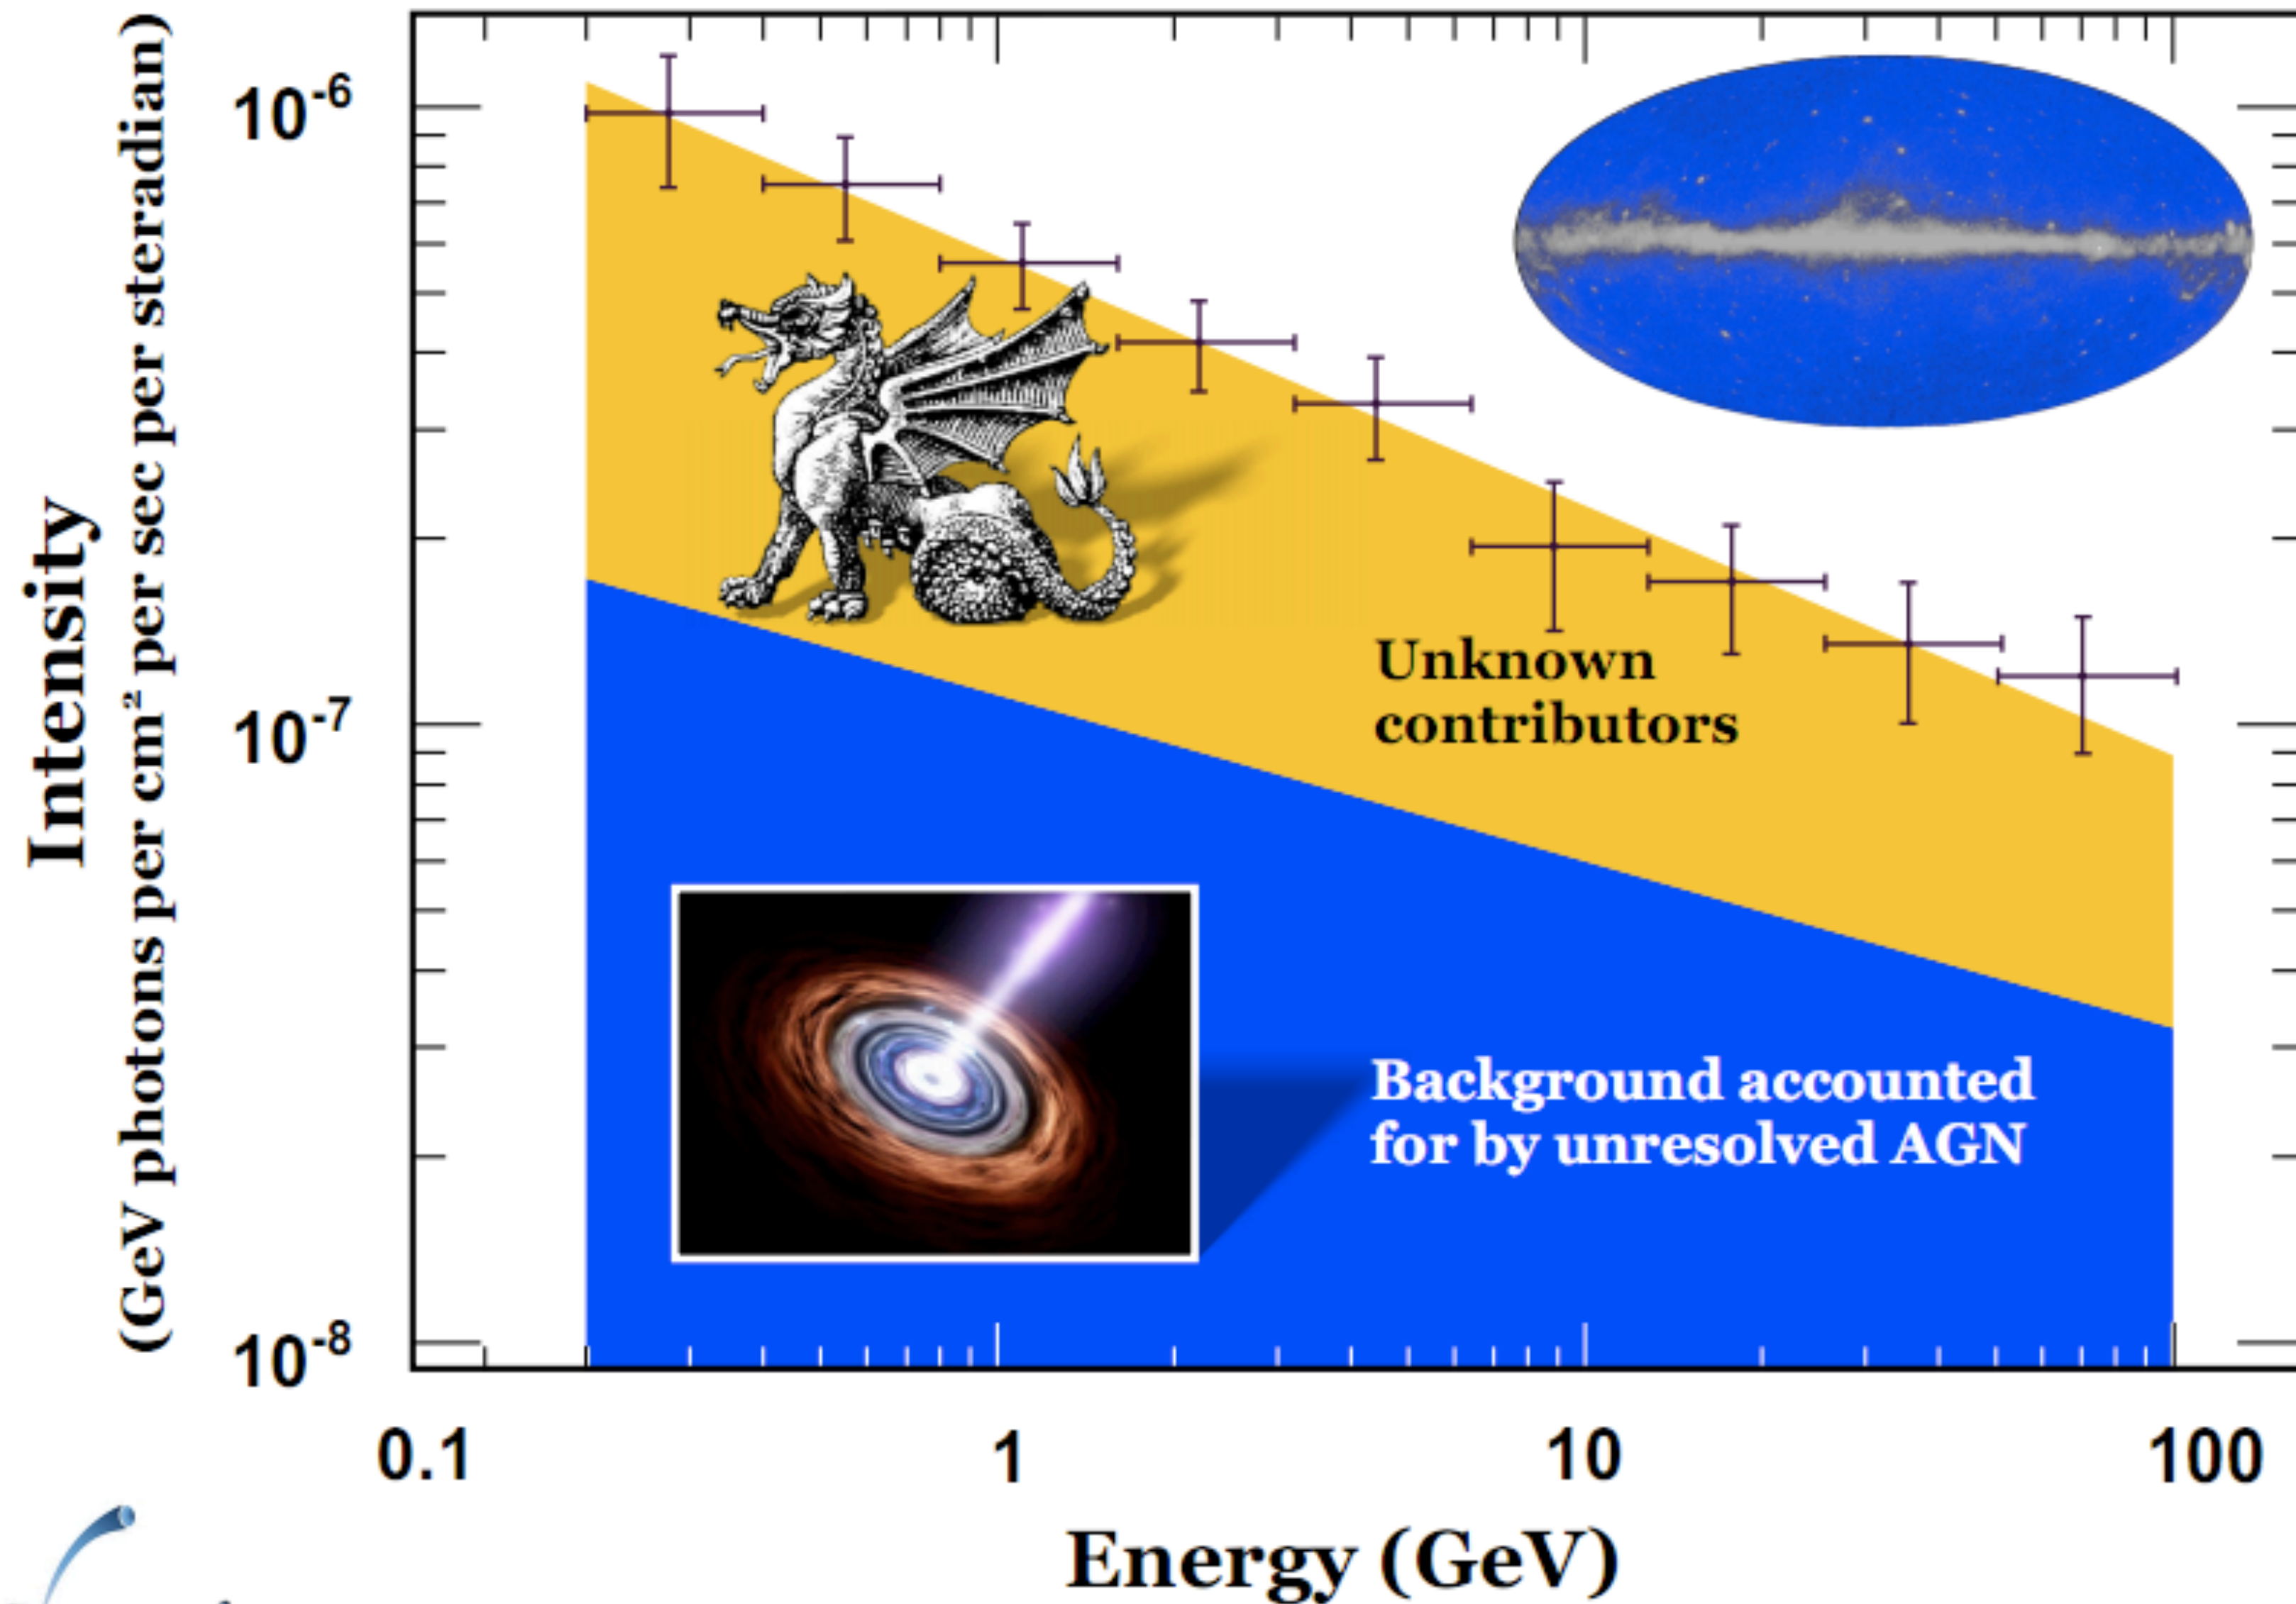 Intensity
(GeV photons per cm² per sec per steradian)
10⁻⁶
10⁻⁷
10⁻⁸
Unknown
contributors
Background accounted
for by unresolved AGN
0.1 1 10 100
Energy (GeV)